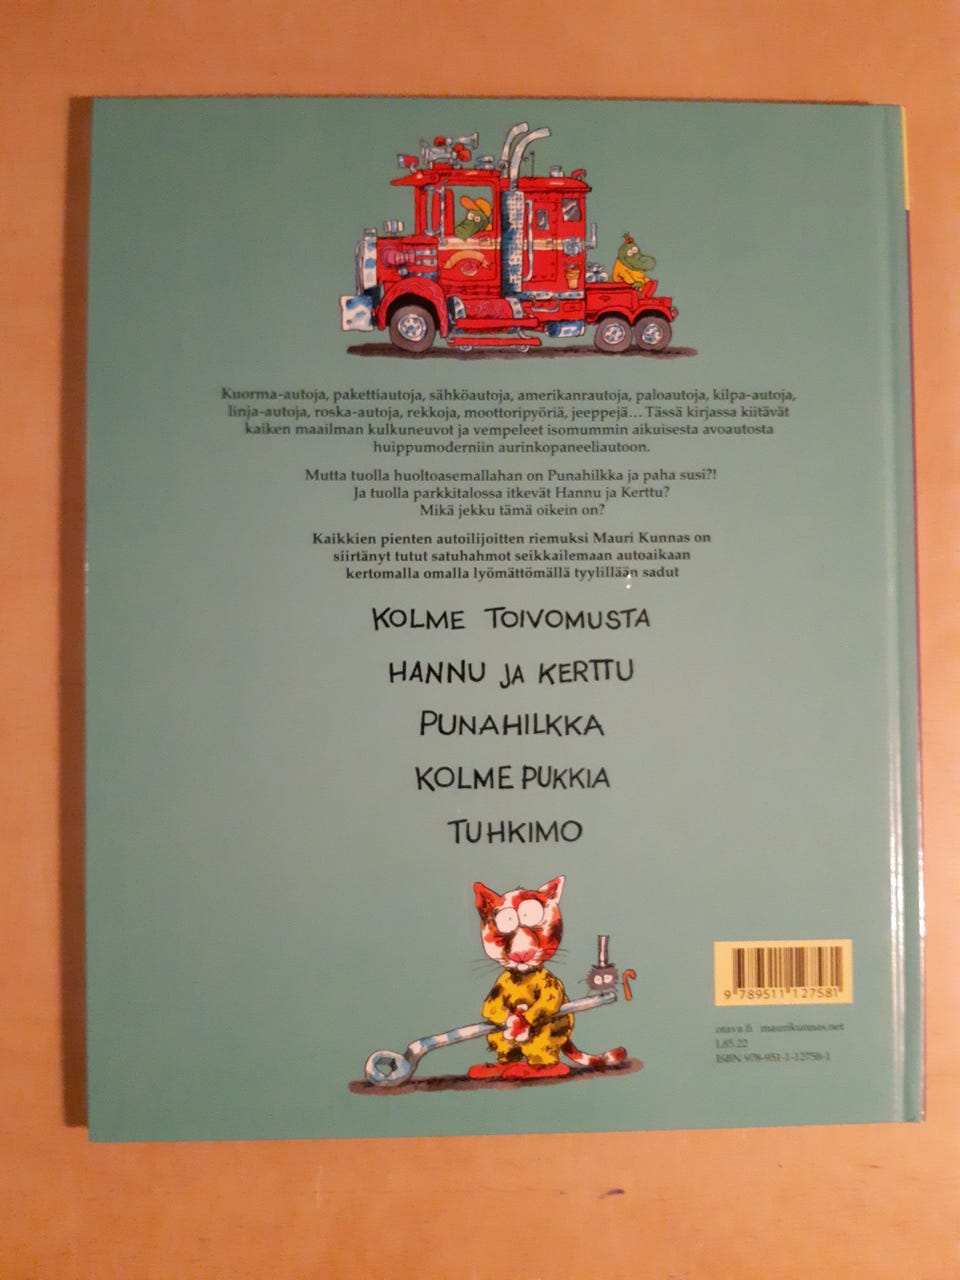 Kuorma-autoja, pakettiautoja, sähköautoja, amerikanrautoja, paloautoja, kilpa-autoja,
linja-autoja, roska-autoja, rekkoja, moottoripyöriä, jeeppejä... Tässä kirjassa kiitävät
kaiken maailman kulkuneuvot ja vempeleet isomummin aikuisesta avoautosta
huippumoderniin aurinkopaneeliautoon.
Mutta tuolla huoltoasemallahan on Punahilkka ja paha susi?!
Ja tuolla parkkitalossa itkevät Hannu ja Kerttu?
Mikä jekku tämä oikein on?
Kaikkien pienten autoilijoitten riemuksi Mauri Kunnas on
siirtänyt tutut satuhahmot seikkailemaan autoaikaan
kertomalla omalla lyömättömällä tyylillään sadut
KOLME TOIVOMUSTA
HANNU JA KERTTU
PUNAHILKKA
KOLME PUKKIA
TUHKIMO
9 789511 127581
otava.fi maurikunnas.net
L85.22
ISBN 978-951-1-12758-1